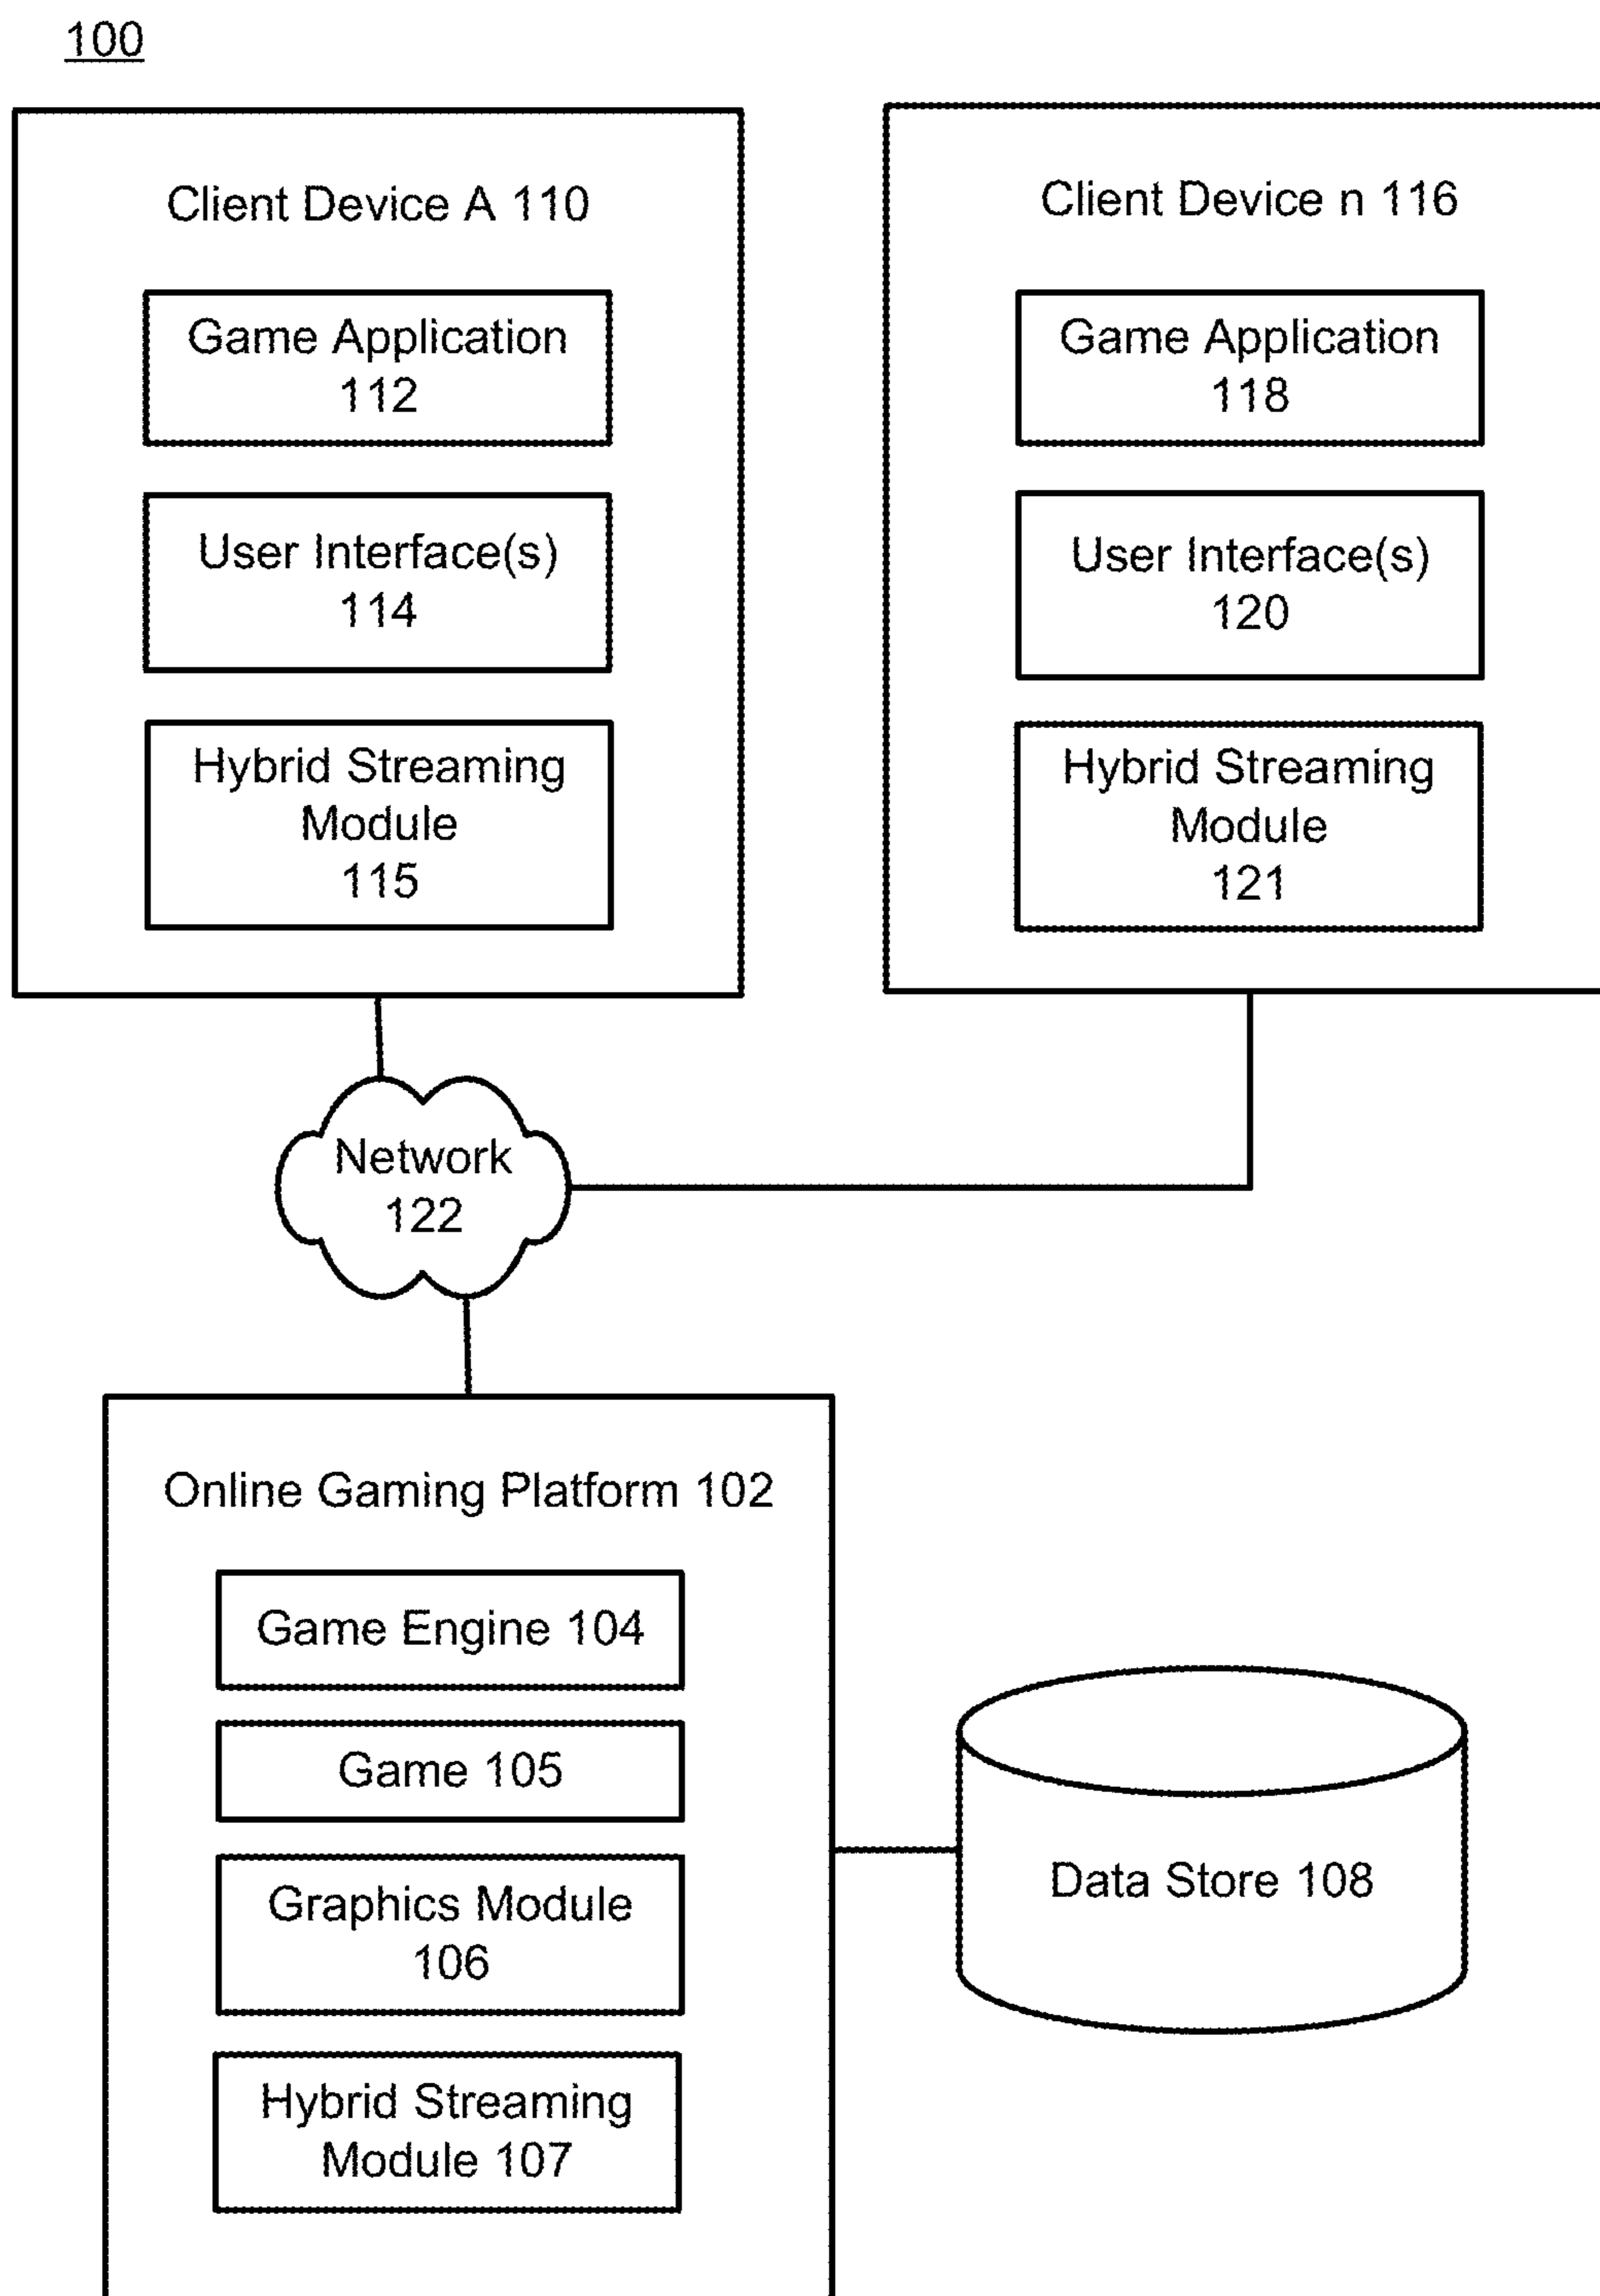 100
Client Device A 110
Game Application
112
User Interface(s)
114
Hybrid Streaming
Module
115
Client Device n 116
Game Application
118
User Interface(s)
120
Hybrid Streaming
Module
121
Network
122
Online Gaming Platform 102
Game Engine 104
Game 105
Graphics Module
106
Hybrid Streaming
Module 107
Data Store 108